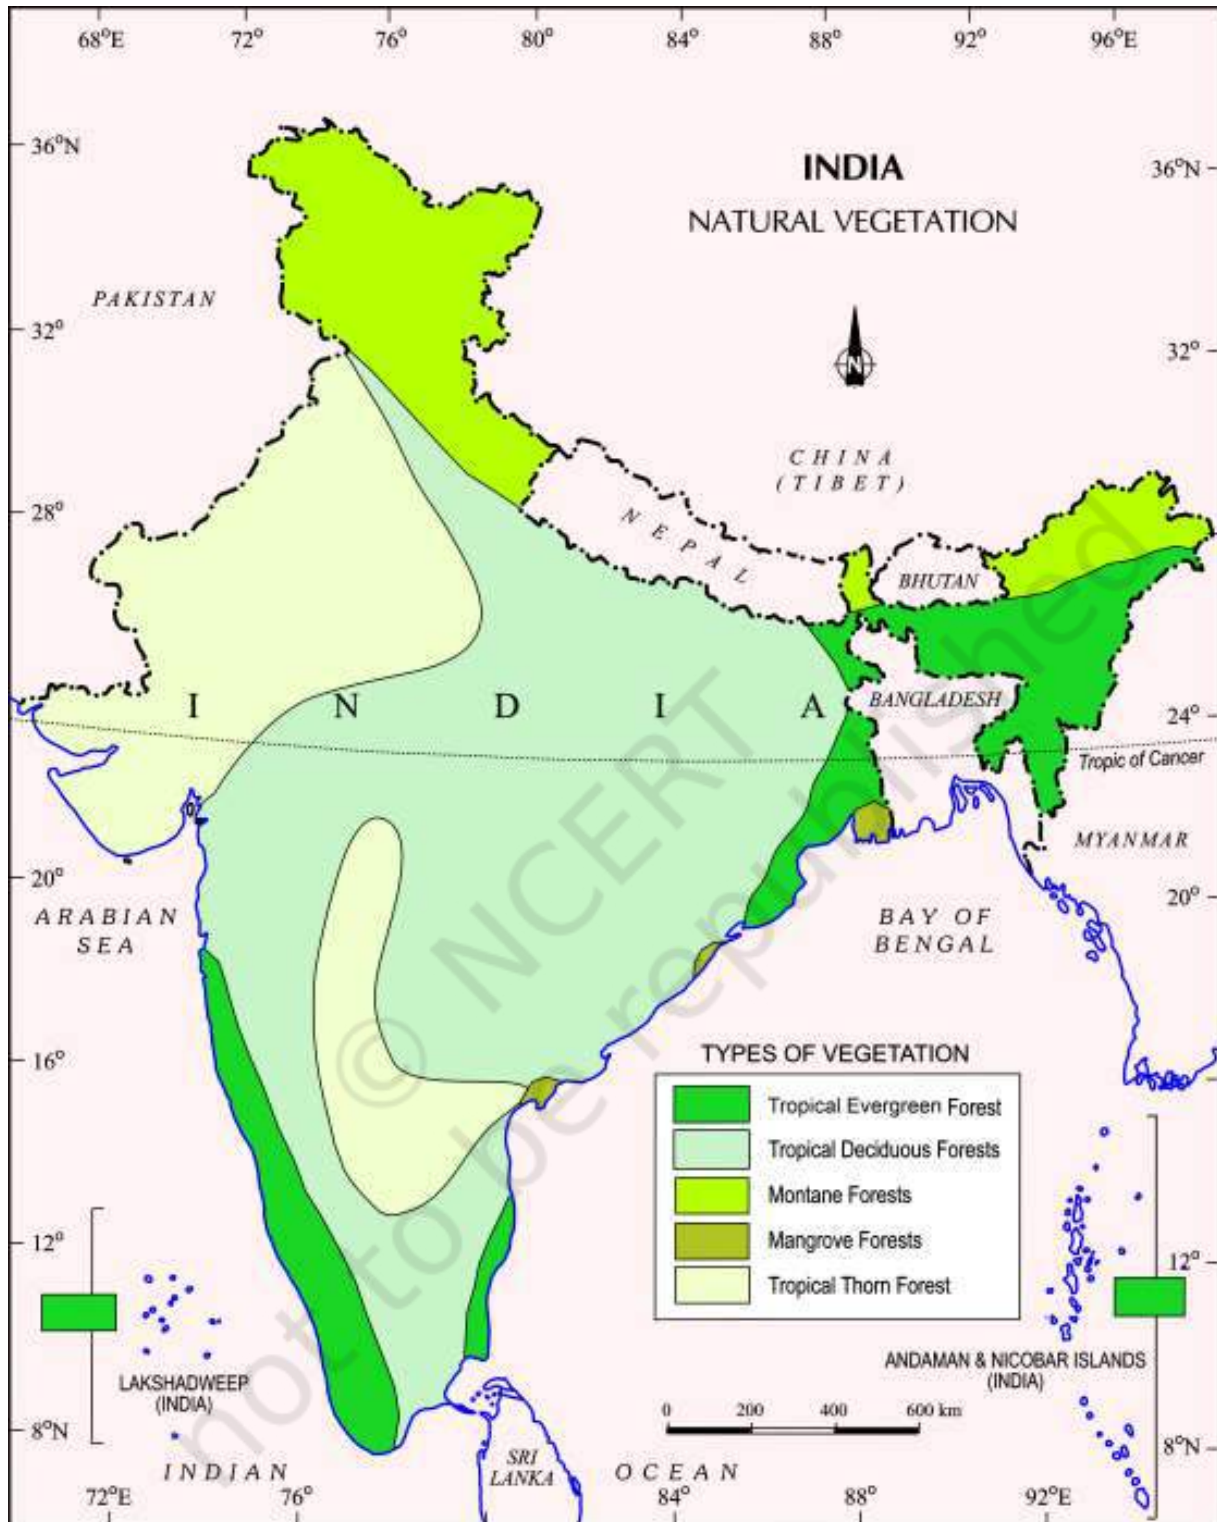 68°E 72° 76° 80° 84° 88° 92° 96°E
36°N
36°N
INDIA
NATURAL VEGETATION
PAKISTAN
32°
32°
N
CHINA
(TIBET)
28°
28°
NEPAL
BHUTAN
INDIA
BANGLADESH
24°
Tropic of Cancer
MYANMAR
20°
20°
ARABIAN
SEA
BAY OF
BENGAL
© NCERT
not to be republished
16°
TYPES OF VEGETATION
Tropical Evergreen Forest
Tropical Deciduous Forests
Montane Forests
Mangrove Forests
Tropical Thorn Forest
12°
12°
LAKSHADWEEP
(INDIA)
ANDAMAN & NICOBAR ISLANDS
(INDIA)
0 200 400 600 km
8°N
8°N
INDIAN OCEAN
SRI
LANKA
72°E 76° 84° 88° 92°E